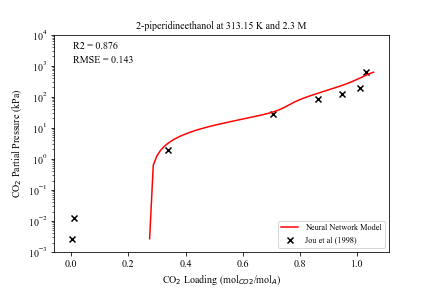 2-piperidineethanol at 313.15 K and 2.3 M
R2 = 0.876
RMSE = 0.143
CO₂ Partial Pressure (kPa)
10⁴
10³
10²
10¹
10⁰
10⁻¹
10⁻²
10⁻³
0.0 0.2 0.4 0.6 0.8 1.0
CO₂ Loading (mol_CO2/mol_A)
Neural Network Model
Jou et al (1998)